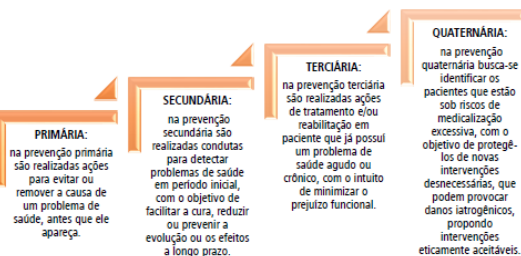 PRIMÁRIA:
na prevenção primária
são realizadas ações
para evitar ou
remover a causa de
um problema de
saúde, antes que ele
apareça.
SECUNDÁRIA:
na prevenção
secundária são
realizadas condutas
para detectar
problemas de saúde
em período inicial,
com o objetivo de
facilitar a cura, reduzir
ou prevenir a
evolução ou os efeitos
a longo prazo.
TERCIÁRIA:
na prevenção terciária
são realizadas ações
de tratamento e/ou
reabilitação em
paciente que já possui
um problema de
saúde agudo ou
crônico, com o intuito
de minimizar o
prejuízo funcional.
QUATERNÁRIA:
na prevenção
quaternária busca-se
identificar os
pacientes que estão
sob riscos de
medicalização
excessiva, com o
objetivo de protegê-
los de novas
intervenções
desnecessárias, que
podem provocar
danos iatrogênicos,
propondo
intervenções
eticamente aceitáveis.